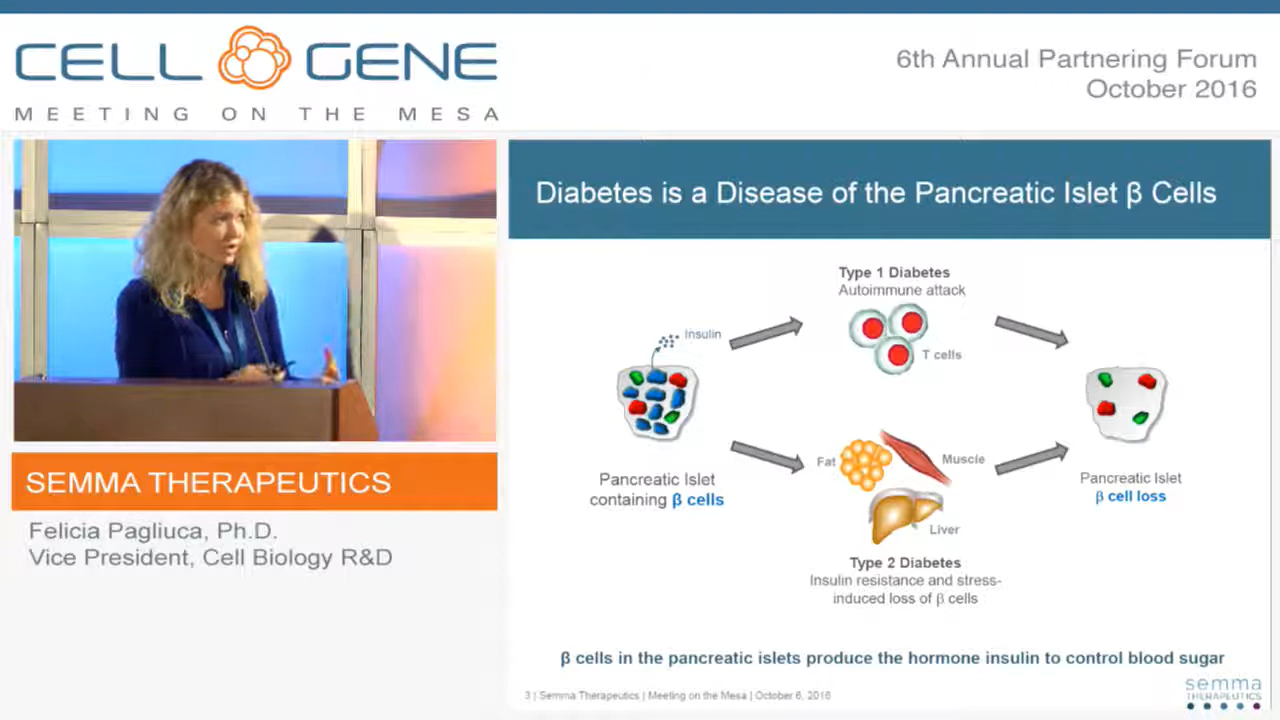 CELL GENE
MEETING ON THE MESA
6th Annual Partnering Forum
October 2016
Diabetes is a Disease of the Pancreatic Islet β Cells
Type 1 Diabetes
Autoimmune attack
Insulin
T cells
Fat
Muscle
Liver
Pancreatic Islet
containing β cells
Pancreatic Islet
β cell loss
Type 2 Diabetes
Insulin resistance and stress-
induced loss of β cells
β cells in the pancreatic islets produce the hormone insulin to control blood sugar
3 | Semma Therapeutics | Meeting on the Mesa | October 6, 2016
semma
THERAPEUTICS
SEMMA THERAPEUTICS
Felicia Pagliuca, Ph.D.
Vice President, Cell Biology R&D